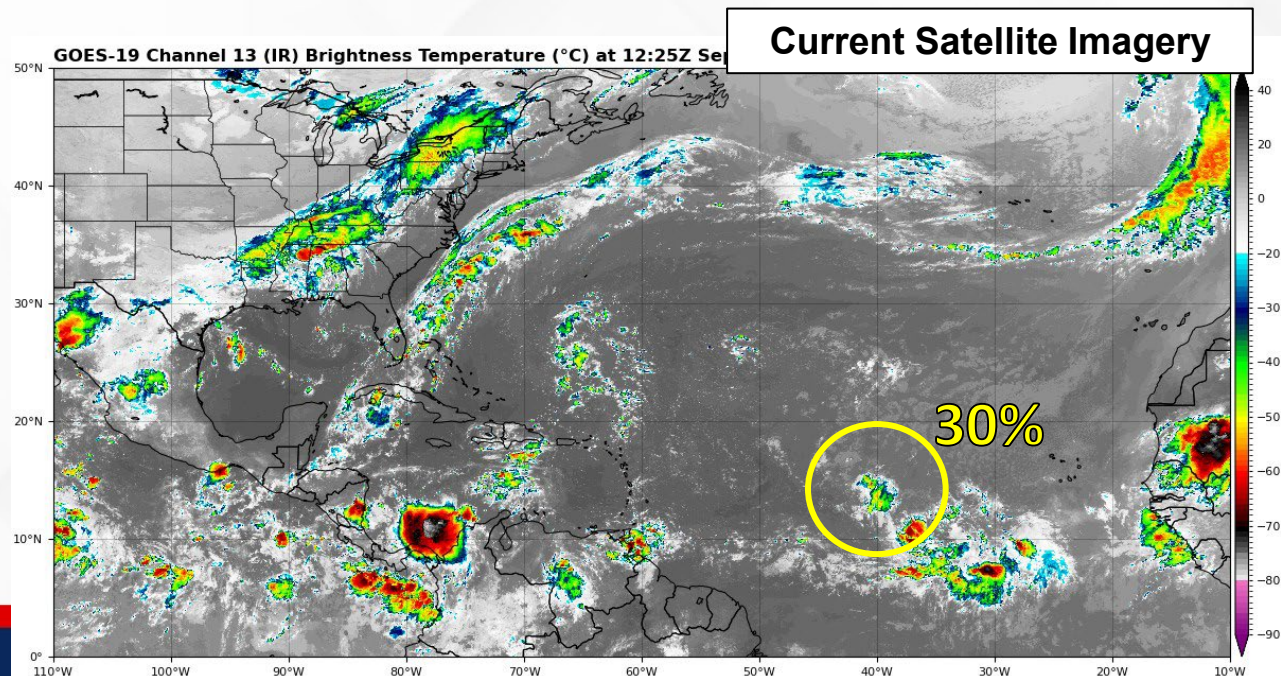 Current Satellite Imagery
GOES-19 Channel 13 (IR) Brightness Temperature (°C) at 12:25Z Sep
50°N
40°N
30°N
20°N
10°N
0°
30%
110°W 100°W 90°W 80°W 70°W 60°W 50°W 40°W 30°W 20°W 10°W
40
20
0
−20
−30
−40
−50
−60
−70
−80
−90